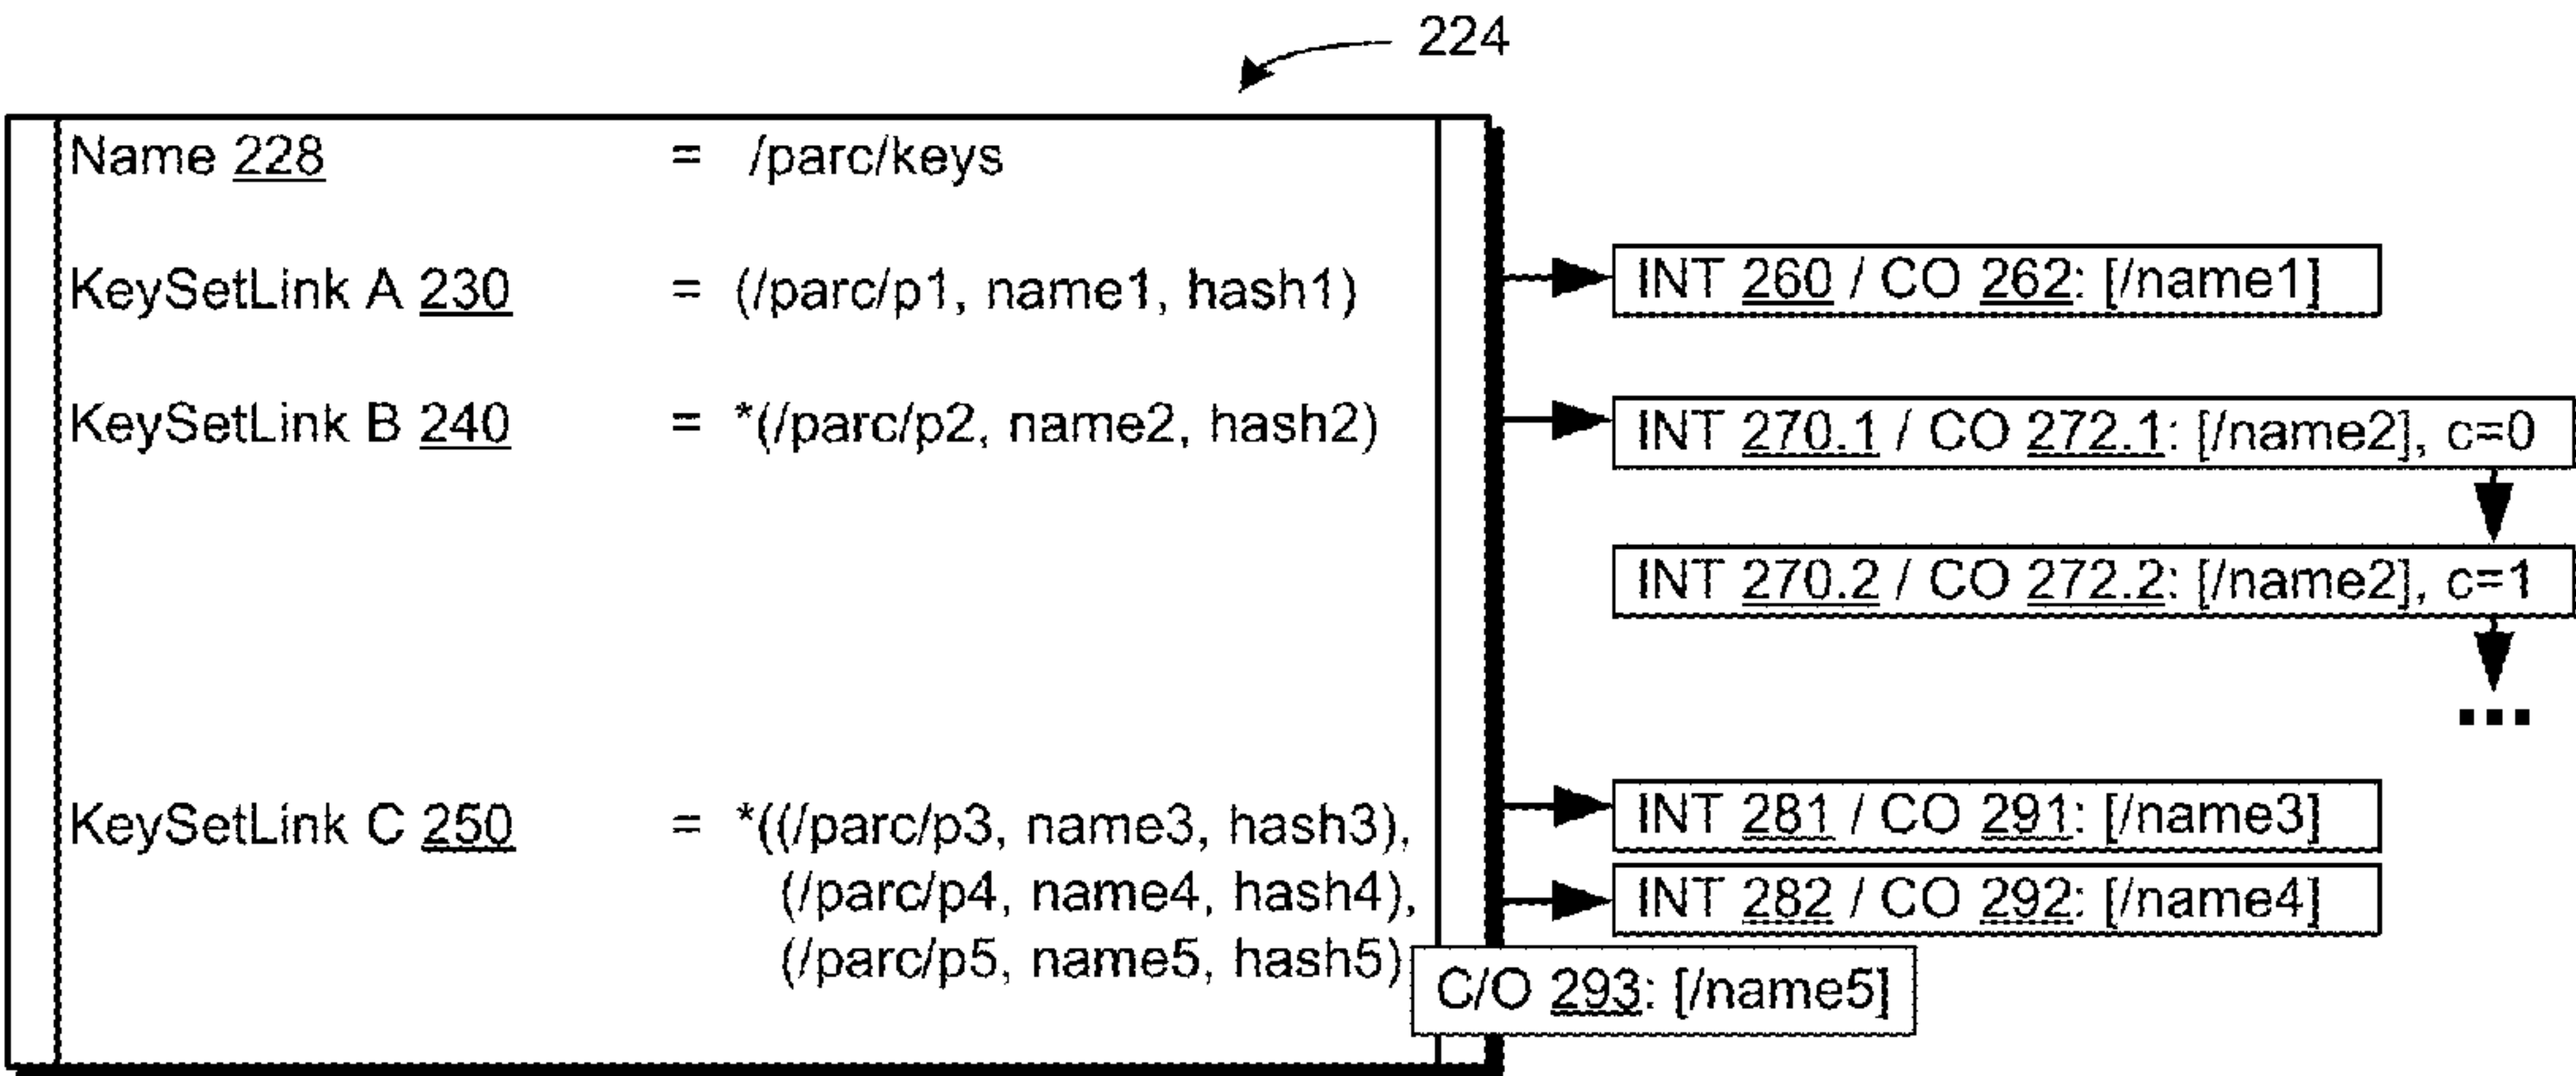 224
Name 228 = /parc/keys
KeySetLink A 230 = (/parc/p1, name1, hash1)
INT 260 / CO 262: [/name1]
KeySetLink B 240 = *(/parc/p2, name2, hash2)
INT 270.1 / CO 272.1: [/name2], c=0
INT 270.2 / CO 272.2: [/name2], c=1
...
KeySetLink C 250 = *((/parc/p3, name3, hash3),
INT 281 / CO 291: [/name3]
(/parc/p4, name4, hash4),
INT 282 / CO 292: [/name4]
(/parc/p5, name5, hash5)
C/O 293: [/name5]